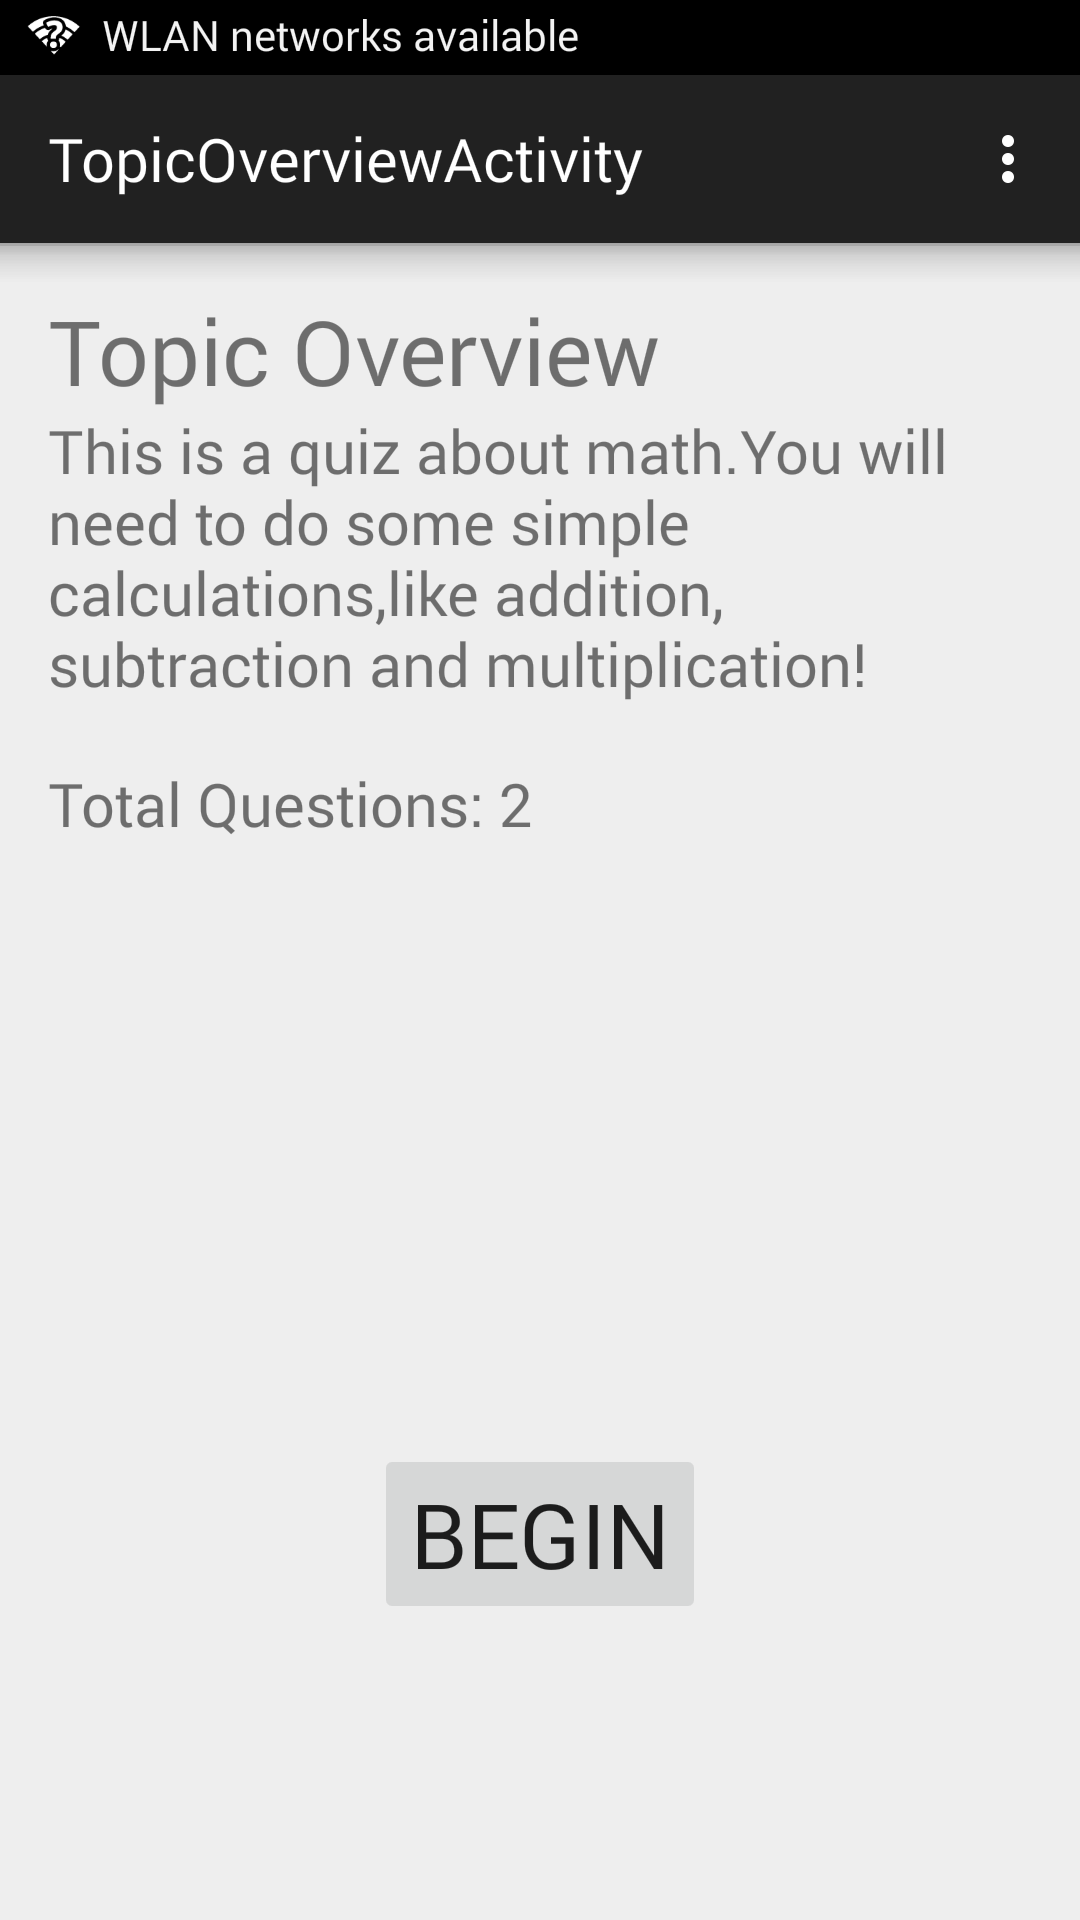 WLAN networks available
TopicOverviewActivity
Topic Overview
This is a quiz about math.You will
need to do some simple
calculations,like addition,
subtraction and multiplication!
Total Questions: 2
BEGIN